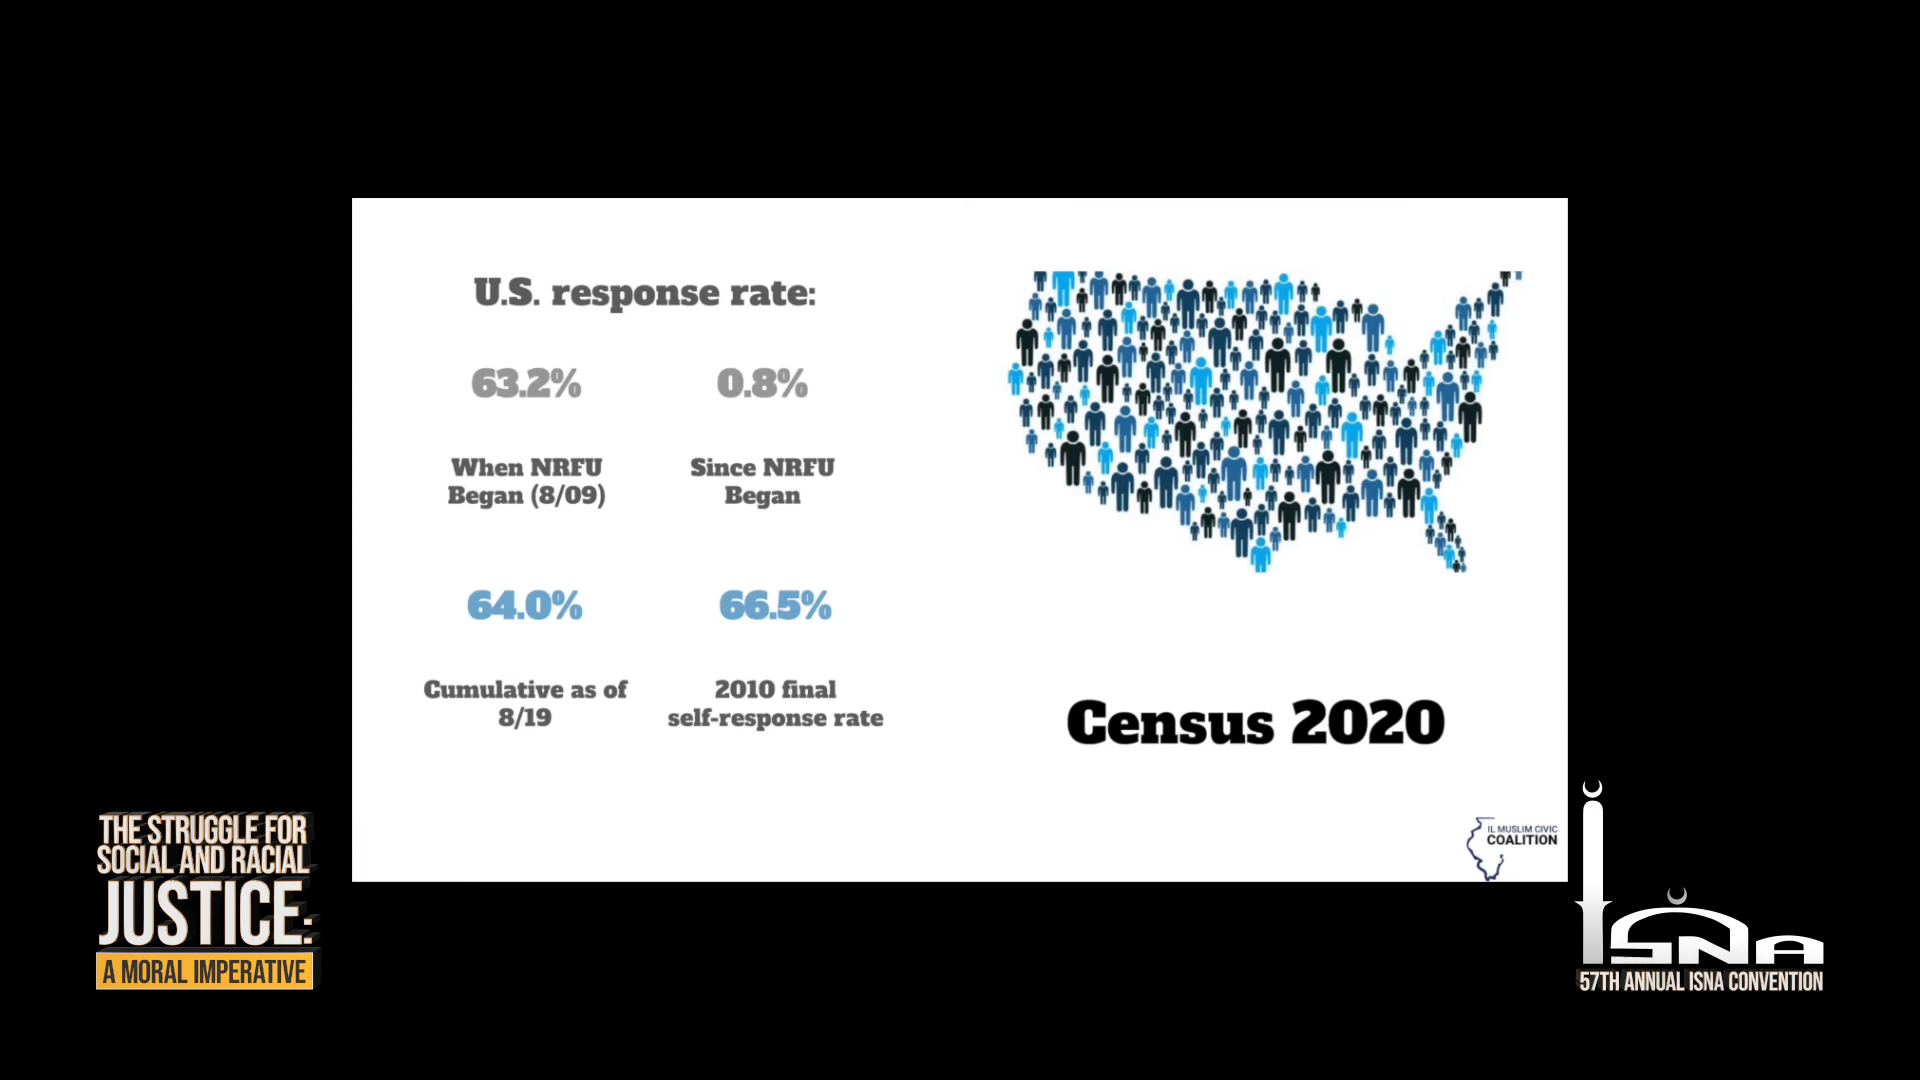 U.S. response rate:
63.2%
0.8%
When NRFU
Began (8/09)
Since NRFU
Began
64.0%
66.5%
Cumulative as of
8/19
2010 final
self-response rate
Census 2020
IL MUSLIM CIVIC
COALITION
THE STRUGGLE FOR
SOCIAL AND RACIAL
JUSTICE:
A MORAL IMPERATIVE
ISNA
57TH ANNUAL ISNA CONVENTION